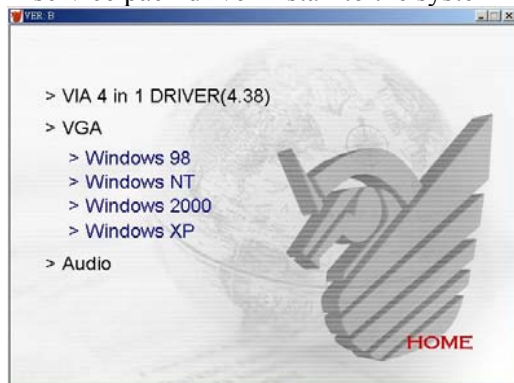 VER. B
> VIA 4 in 1 DRIVER(4.38)
> VGA
> Windows 98
> Windows NT
> Windows 2000
> Windows XP
> Audio
HOME